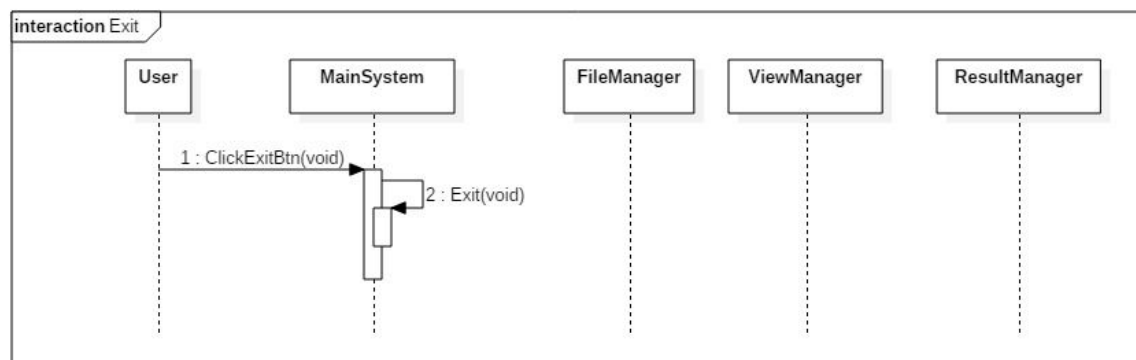 interaction Exit
User
MainSystem
FileManager
ViewManager
ResultManager
1 : ClickExitBtn(void)
2 : Exit(void)